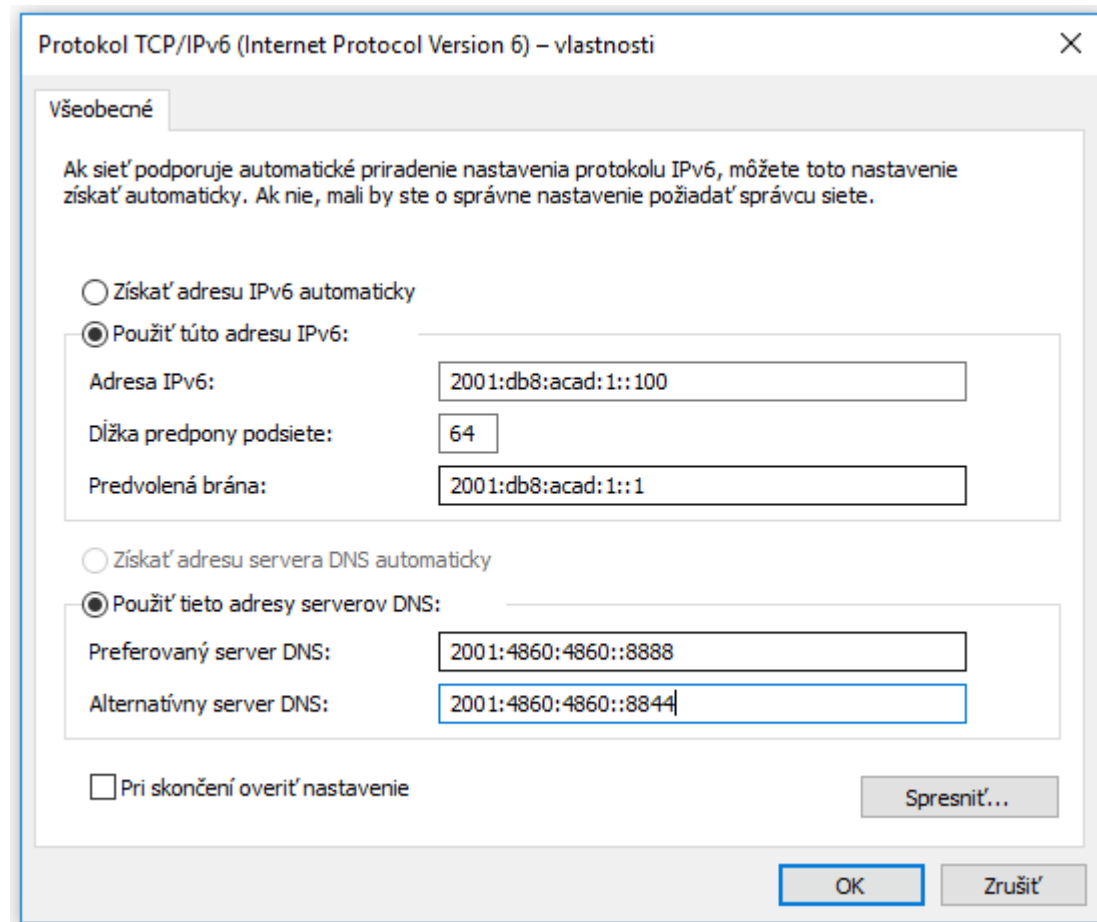 Protokol TCP/IPv6 (Internet Protocol Version 6) – vlastnosti
Všeobecné
Ak sieť podporuje automatické priradenie nastavenia protokolu IPv6, môžete toto nastavenie
získať automaticky. Ak nie, mali by ste o správne nastavenie požiadať správcu siete.
Získať adresu IPv6 automaticky
Použiť túto adresu IPv6:
Adresa IPv6: 2001:db8:acad:1::100
Dĺžka predpony podsiete: 64
Predvolená brána: 2001:db8:acad:1::1
Získať adresu servera DNS automaticky
Použiť tieto adresy serverov DNS:
Preferovaný server DNS: 2001:4860:4860::8888
Alternatívny server DNS: 2001:4860:4860::8844
Pri skončení overiť nastavenie
Spresniť...
OK Zrušiť